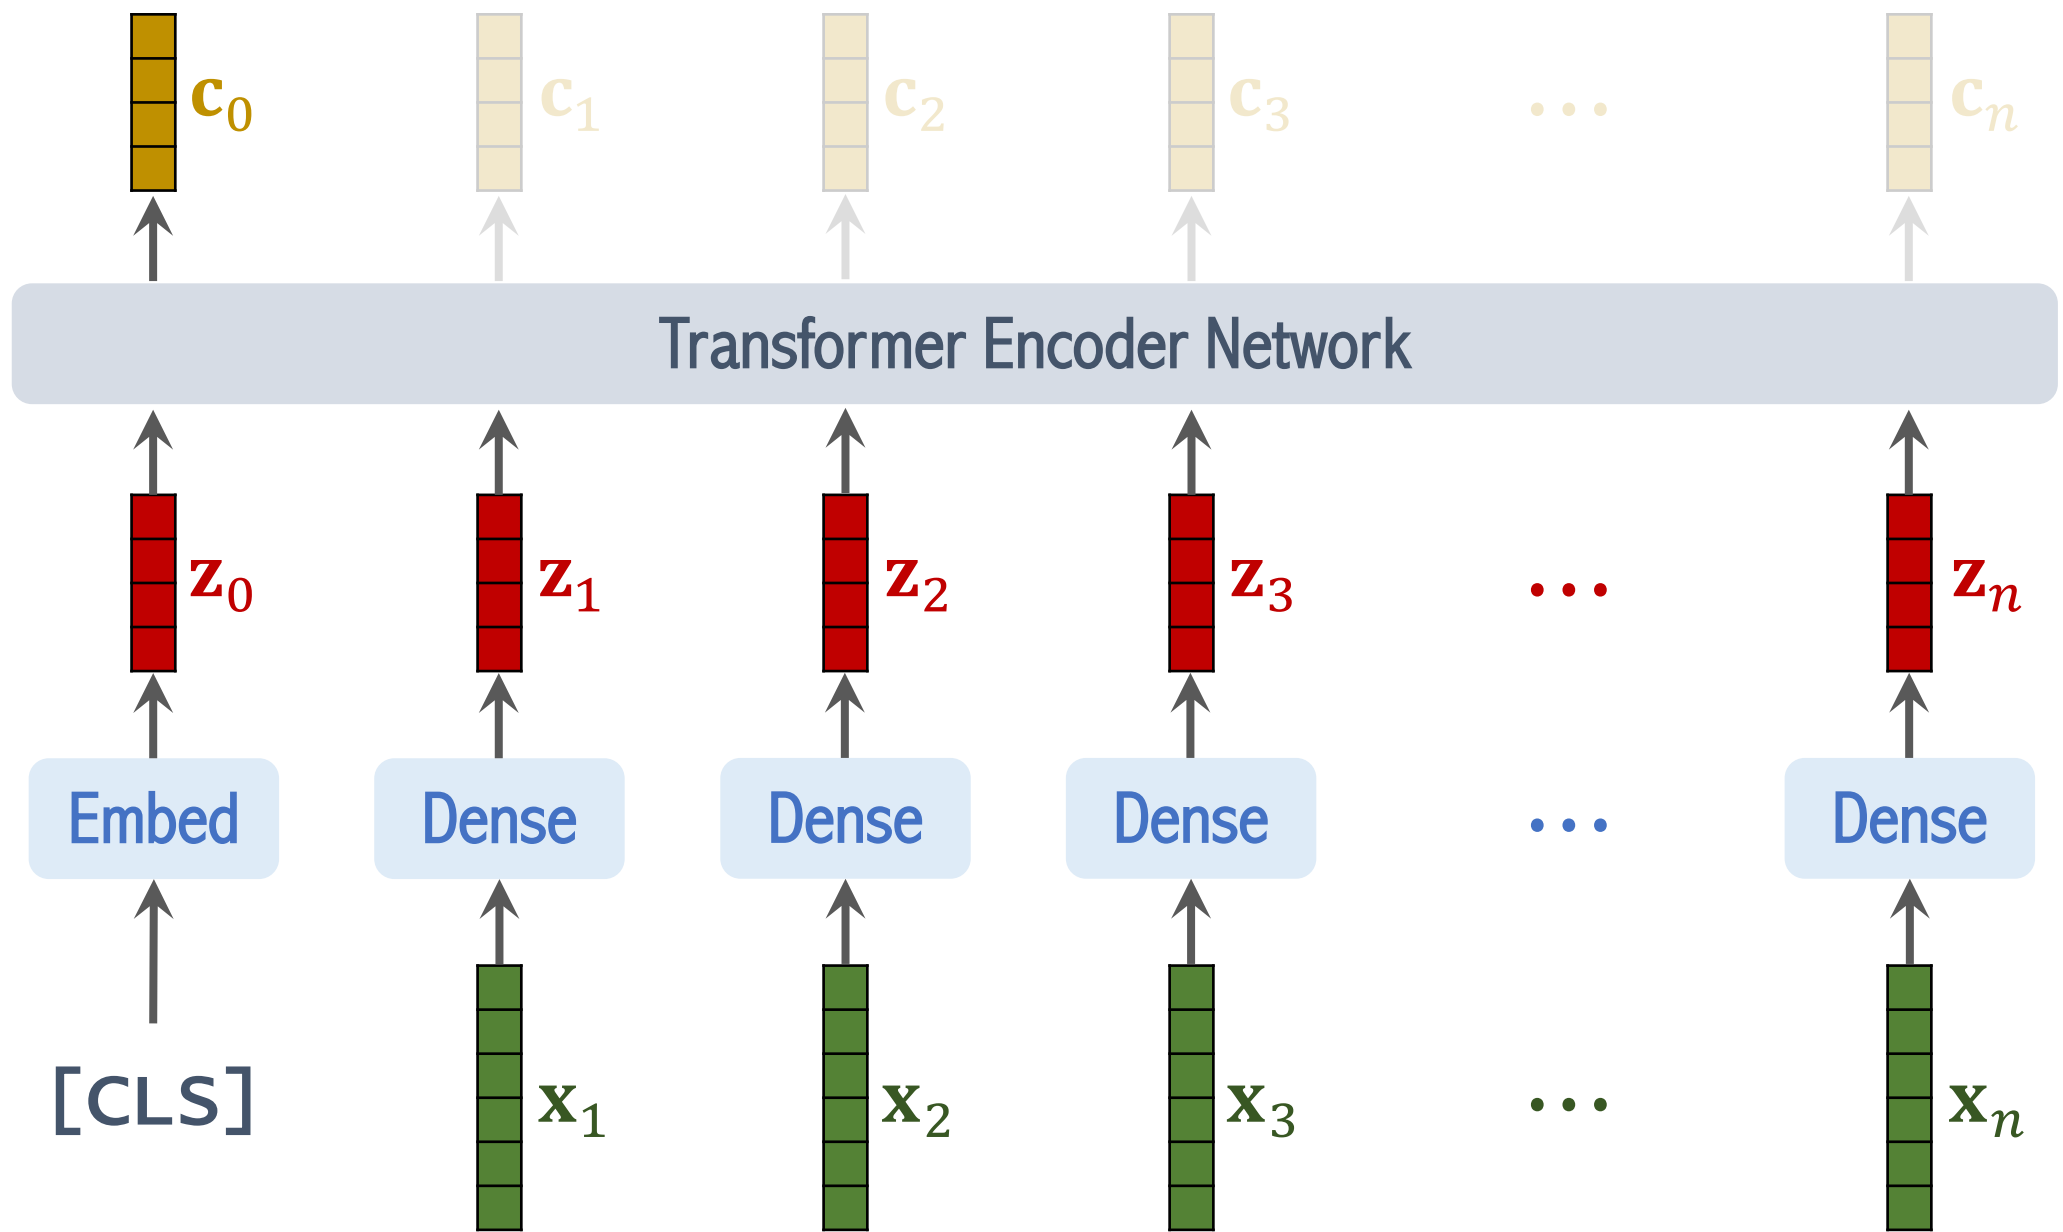 c₀ c₁ c₂ c₃ ... cₙ
Transformer Encoder Network
z₀ z₁ z₂ z₃ ... zₙ
Embed Dense Dense Dense ... Dense
[CLS] x₁ x₂ x₃ ... xₙ